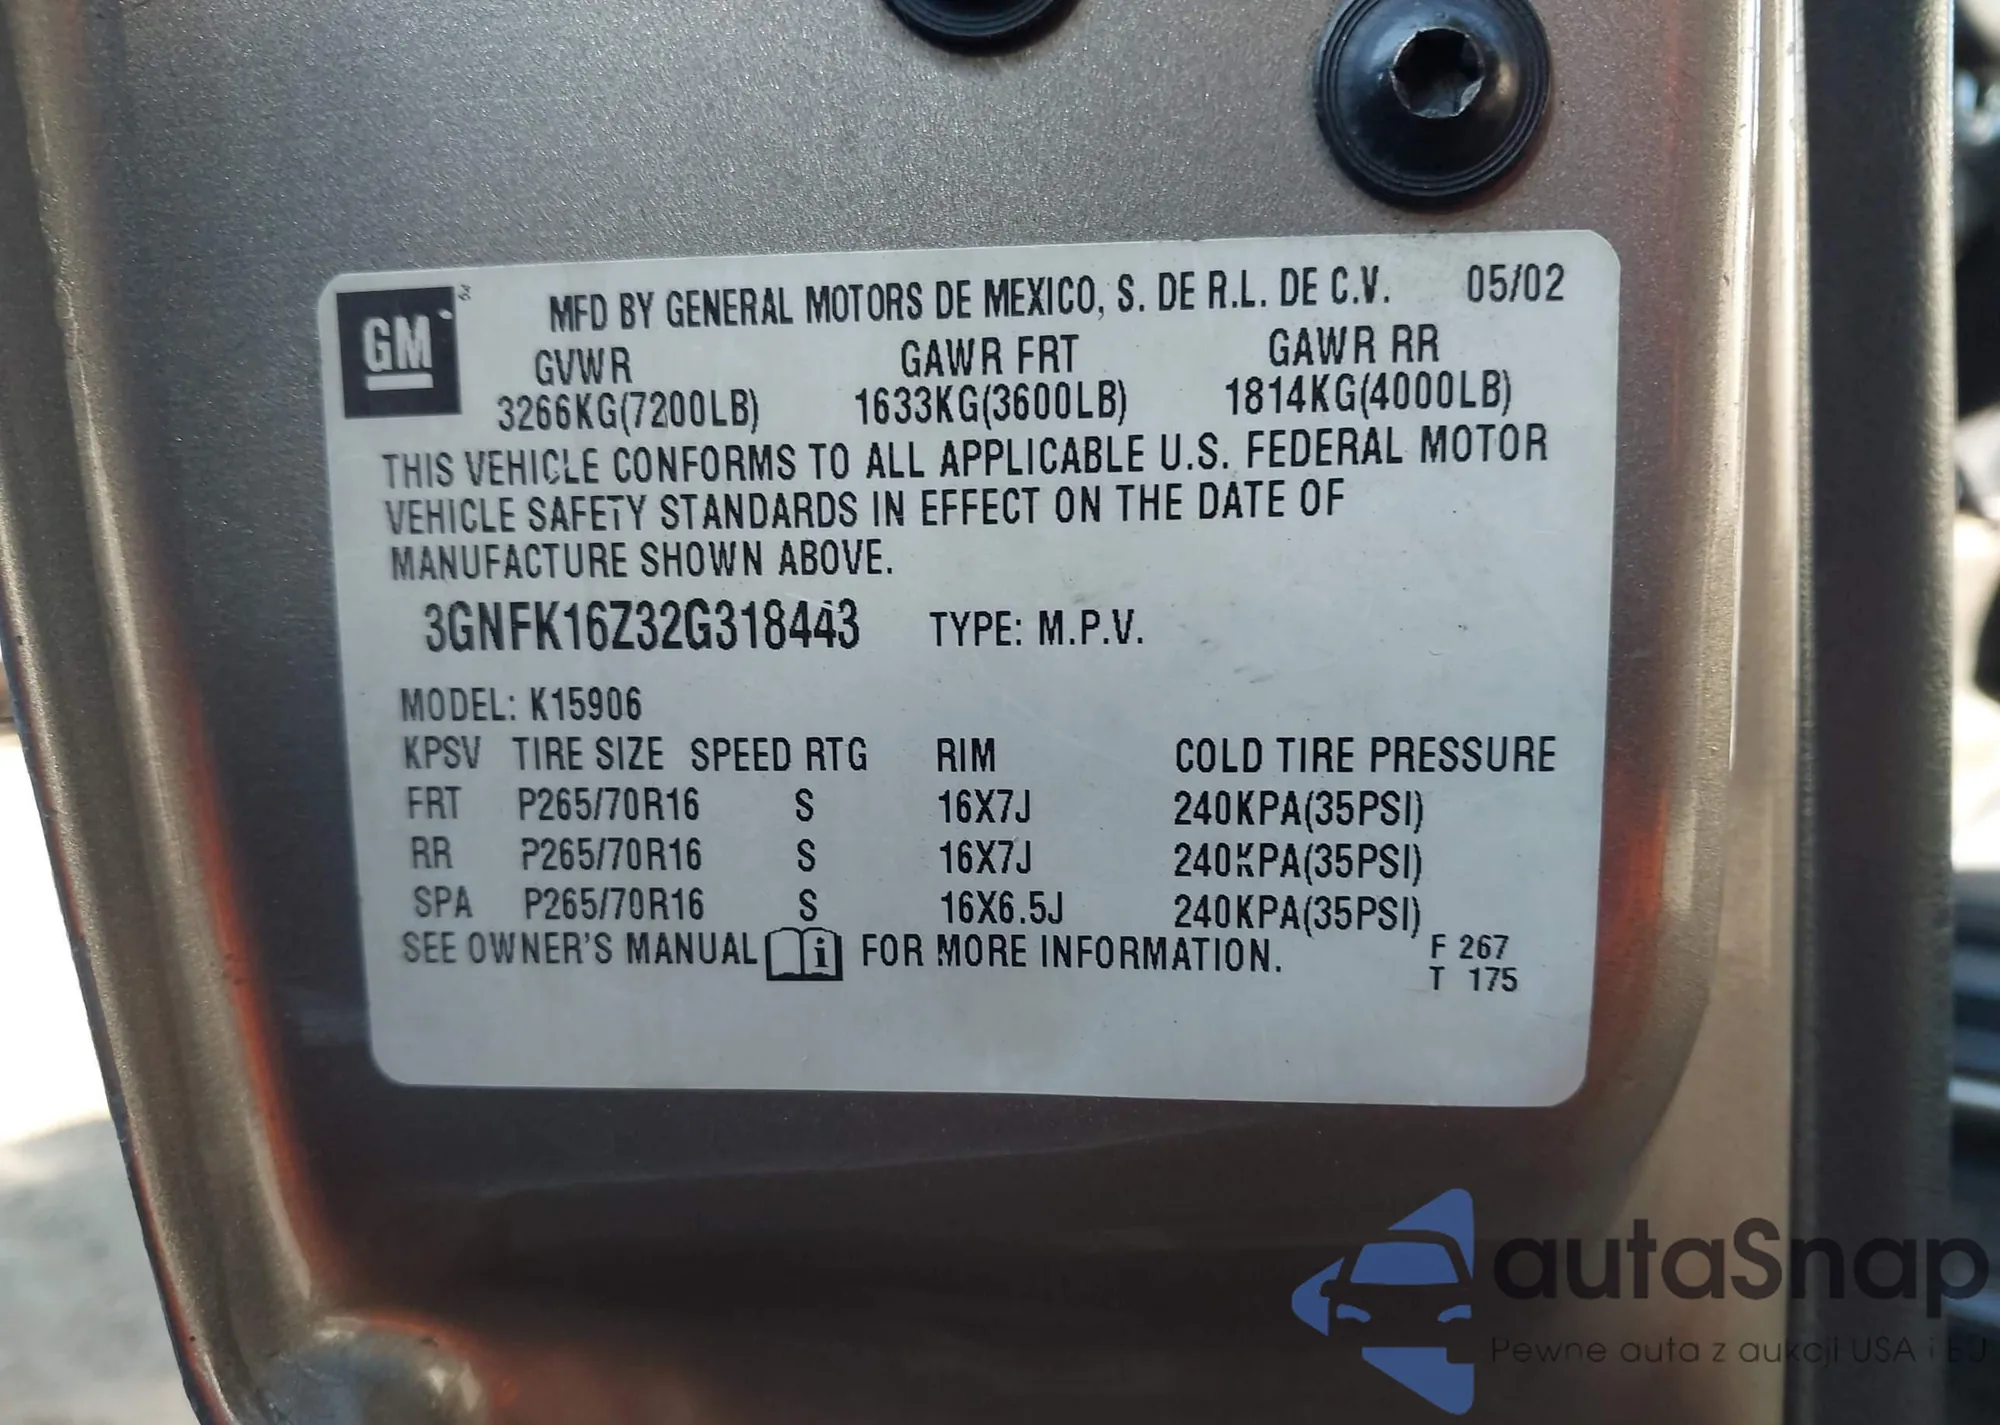 GM
MFD BY GENERAL MOTORS DE MEXICO, S. DE R.L. DE C.V. 05/02
GVWR GAWR FRT GAWR RR
3266KG(7200LB) 1633KG(3600LB) 1814KG(4000LB)
THIS VEHICLE CONFORMS TO ALL APPLICABLE U.S. FEDERAL MOTOR
VEHICLE SAFETY STANDARDS IN EFFECT ON THE DATE OF
MANUFACTURE SHOWN ABOVE.
3GNFK16Z32G318443 TYPE: M.P.V.
MODEL: K15906
KPSV TIRE SIZE SPEED RTG RIM COLD TIRE PRESSURE
FRT P265/70R16 S 16X7J 240KPA(35PSI)
RR P265/70R16 S 16X7J 240KPA(35PSI)
SPA P265/70R16 S 16X6.5J 240KPA(35PSI)
SEE OWNER'S MANUAL i FOR MORE INFORMATION. F 267
T 175
autaSnap
Pewne auta z aukcji USA i EU